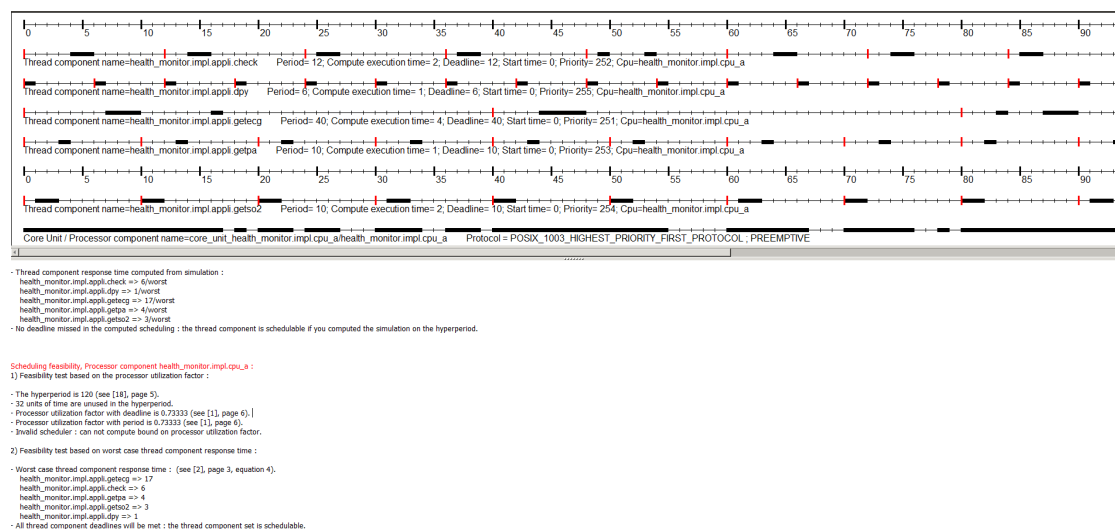 0 5 10 15 20 25 30 35 40 45 50 55 60 65 70 75 80 85 90
Thread component name=health_monitor.impl.appli.check Period= 12; Compute execution time= 2; Deadline= 12; Start time= 0; Priority= 252; Cpu=health_monitor.impl.cpu_a
Thread component name=health_monitor.impl.appli.dpy Period= 6; Compute execution time= 1; Deadline= 6; Start time= 0; Priority= 255; Cpu=health_monitor.impl.cpu_a
Thread component name=health_monitor.impl.appli.getecg Period= 40; Compute execution time= 4; Deadline= 40; Start time= 0; Priority= 251; Cpu=health_monitor.impl.cpu_a
Thread component name=health_monitor.impl.appli.getpa Period= 10; Compute execution time= 1; Deadline= 10; Start time= 0; Priority= 253; Cpu=health_monitor.impl.cpu_a
0 5 10 15 20 25 30 35 40 45 50 55 60 65 70 75 80 85 90
Thread component name=health_monitor.impl.appli.getso2 Period= 10; Compute execution time= 2; Deadline= 10; Start time= 0; Priority= 254; Cpu=health_monitor.impl.cpu_a
Core Unit / Processor component name=core_unit_health_monitor.impl.cpu_a/health_monitor.impl.cpu_a Protocol = POSIX_1003_HIGHEST_PRIORITY_FIRST_PROTOCOL ; PREEMPTIVE
- Thread component response time computed from simulation :
health_monitor.impl.appli.check => 6/worst
health_monitor.impl.appli.dpy => 1/worst
health_monitor.impl.appli.getecg => 17/worst
health_monitor.impl.appli.getpa => 4/worst
health_monitor.impl.appli.getso2 => 3/worst
- No deadline missed in the computed scheduling : the thread component is schedulable if you computed the simulation on the hyperperiod.
Scheduling feasibility, Processor component health_monitor.impl.cpu_a :
1) Feasibility test based on the processor utilization factor :
- The hyperperiod is 120 (see [18], page 5).
- 32 units of time are unused in the hyperperiod.
- Processor utilization factor with deadline is 0.73333 (see [1], page 6).
- Processor utilization factor with period is 0.73333 (see [1], page 6).
- Invalid scheduler : can not compute bound on processor utilization factor.
2) Feasibility test based on worst case thread component response time :
- Worst case thread component response time : (see [2], page 3, equation 4).
health_monitor.impl.appli.getecg => 17
health_monitor.impl.appli.check => 6
health_monitor.impl.appli.getpa => 4
health_monitor.impl.appli.getso2 => 3
health_monitor.impl.appli.dpy => 1
- All thread component deadlines will be met : the thread component set is schedulable.